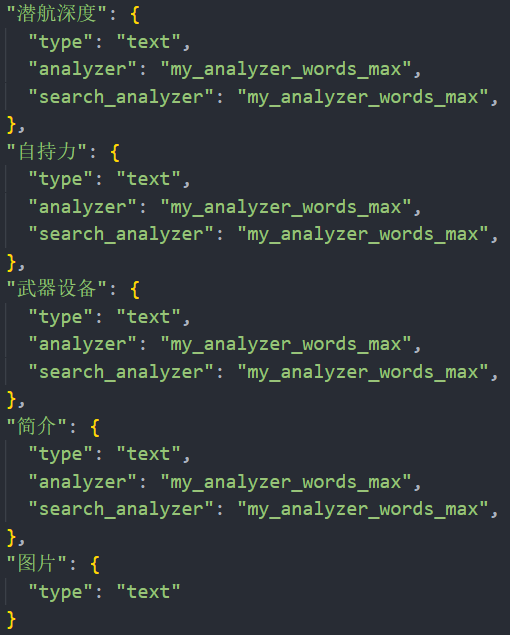 "潜航深度": {
"type": "text",
"analyzer": "my_analyzer_words_max",
"search_analyzer": "my_analyzer_words_max",
},
"自持力": {
"type": "text",
"analyzer": "my_analyzer_words_max",
"search_analyzer": "my_analyzer_words_max",
},
"武器设备": {
"type": "text",
"analyzer": "my_analyzer_words_max",
"search_analyzer": "my_analyzer_words_max",
},
"简介": {
"type": "text",
"analyzer": "my_analyzer_words_max",
"search_analyzer": "my_analyzer_words_max",
},
"图片": {
"type": "text"
}